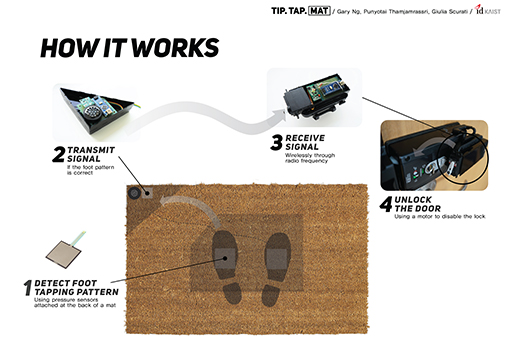 TIP. TAP. MAT / Gary Ng, Punyotai Thamjamrassri, Giulia Scurati / id KAIST
HOW IT WORKS
2 TRANSMIT
SIGNAL
If the foot pattern
is correct
3 RECEIVE
SIGNAL
Wirelessly through
radio frequency
4 UNLOCK
THE DOOR
Using a motor to disable the lock
1 DETECT FOOT
TAPPING PATTERN
Using pressure sensors
attached at the back of a mat